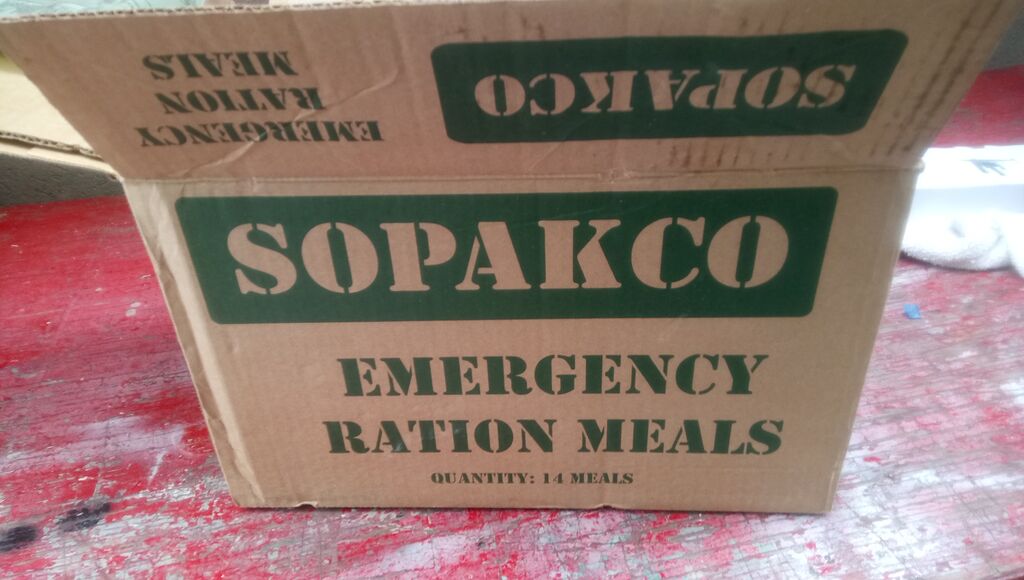 EMERGENCY
RATION
MEALS
SOPAKCO
SOPAKCO
EMERGENCY
RATION MEALS
QUANTITY: 14 MEALS